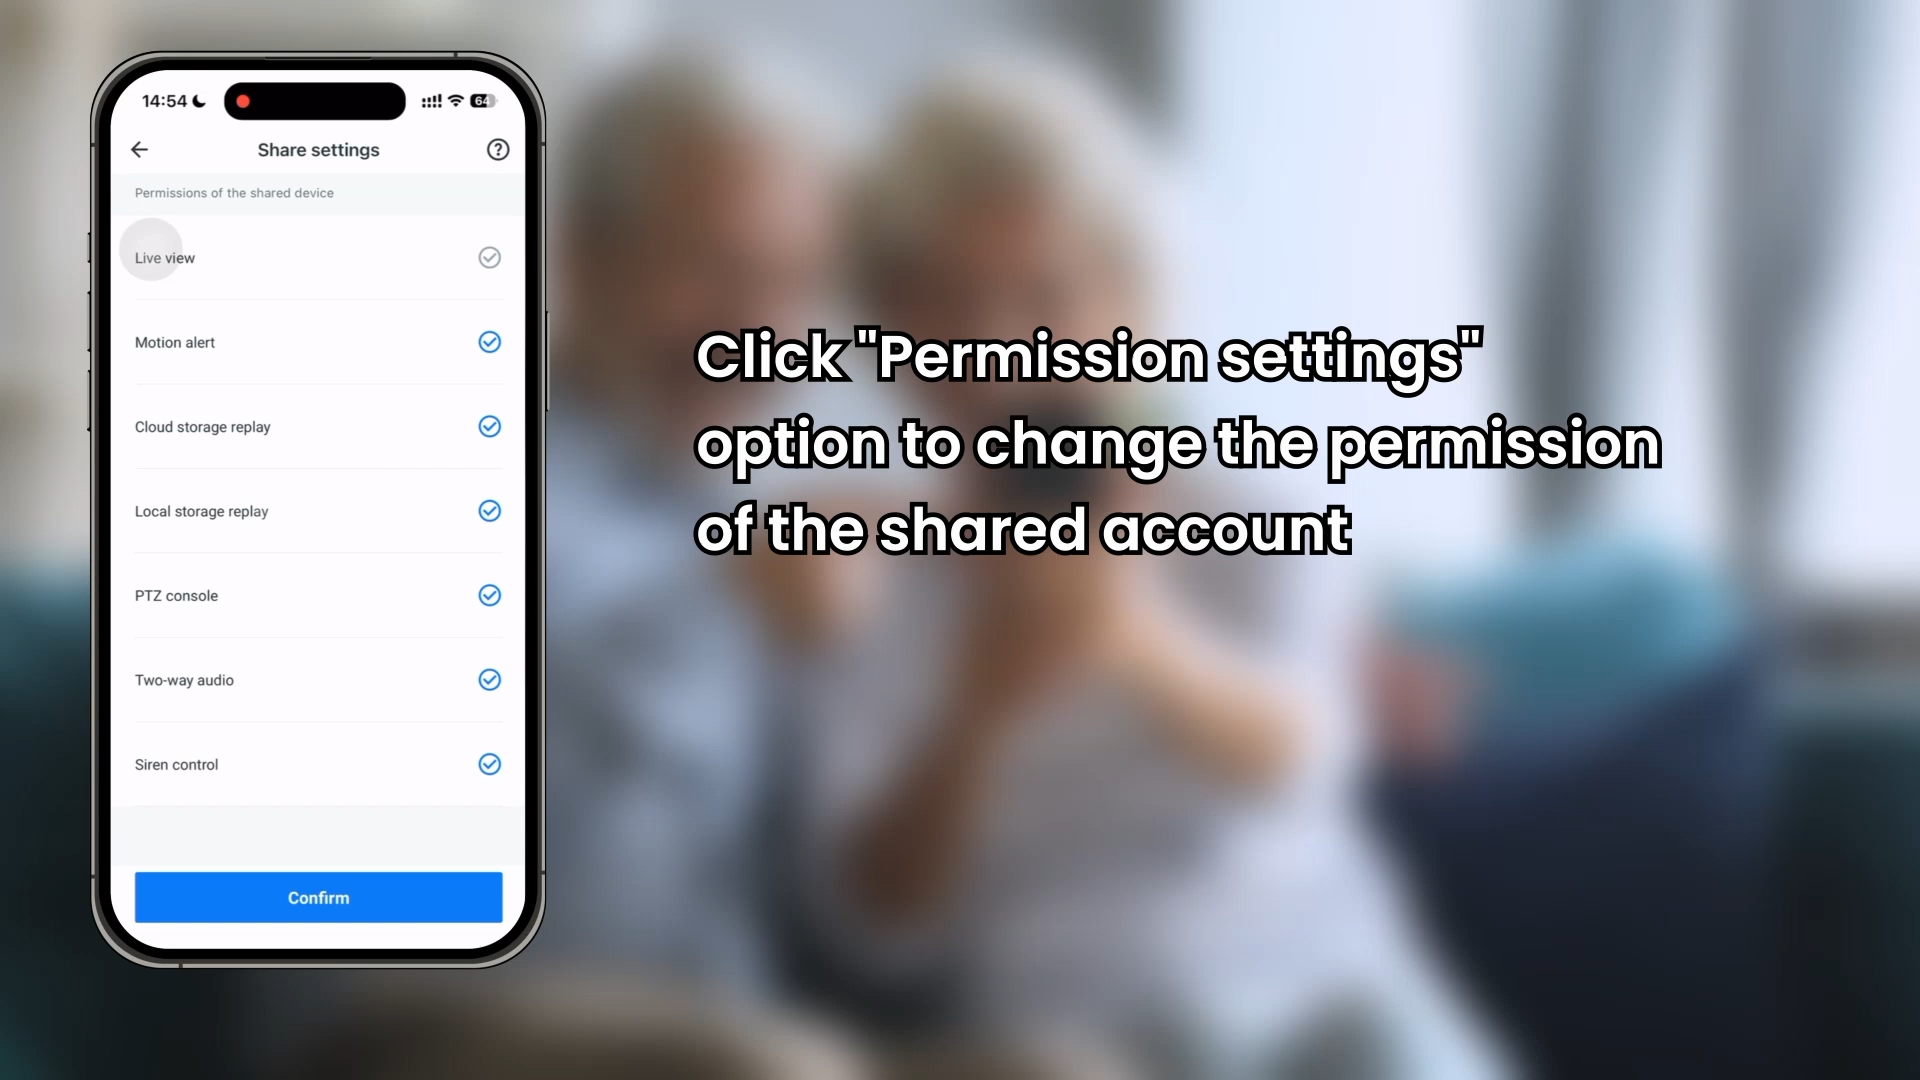 14:54
64
Share settings
Permissions of the shared device
Live view
Motion alert
Cloud storage replay
Local storage replay
PTZ console
Two-way audio
Siren control
Confirm
Click "Permission settings"
option to change the permission
of the shared account